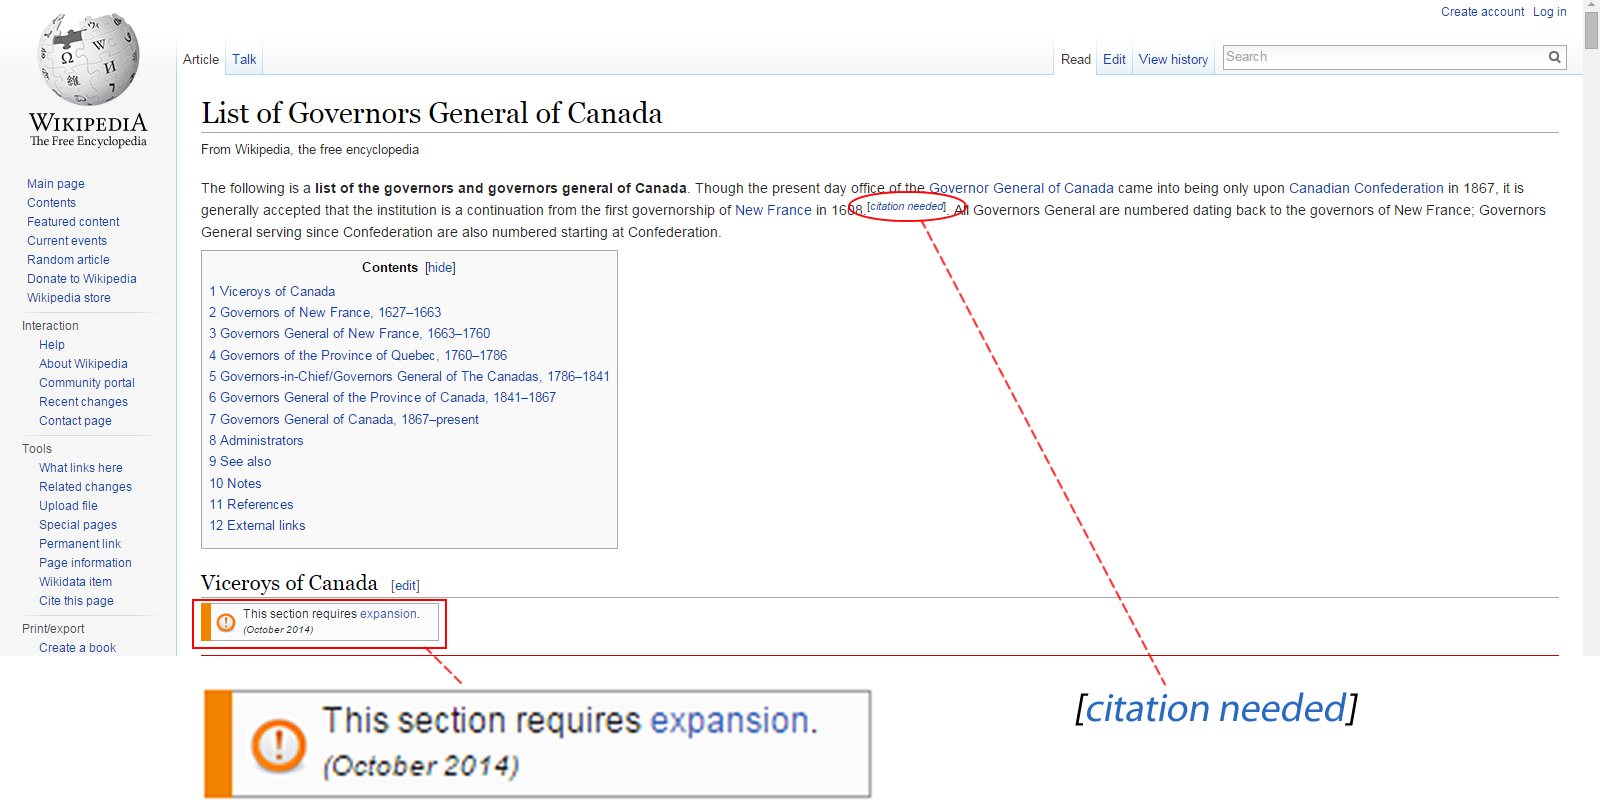 Create account Log in
Article Talk Read Edit View history Search
WIKIPEDIA
The Free Encyclopedia
List of Governors General of Canada
From Wikipedia, the free encyclopedia
The following is a list of the governors and governors general of Canada. Though the present day office of the Governor General of Canada came into being only upon Canadian Confederation in 1867, it is
generally accepted that the institution is a continuation from the first governorship of New France in 1608.[citation needed]. All Governors General are numbered dating back to the governors of New France; Governors
General serving since Confederation are also numbered starting at Confederation.
Main page
Contents
Featured content
Current events
Random article
Donate to Wikipedia
Wikipedia store
Interaction
Help
About Wikipedia
Community portal
Recent changes
Contact page
Tools
What links here
Related changes
Upload file
Special pages
Permanent link
Page information
Wikidata item
Cite this page
Print/export
Create a book
Contents [hide]
1 Viceroys of Canada
2 Governors of New France, 1627–1663
3 Governors General of New France, 1663–1760
4 Governors of the Province of Quebec, 1760–1786
5 Governors-in-Chief/Governors General of The Canadas, 1786–1841
6 Governors General of the Province of Canada, 1841–1867
7 Governors General of Canada, 1867–present
8 Administrators
9 See also
10 Notes
11 References
12 External links
Viceroys of Canada [edit]
This section requires expansion.
(October 2014)
This section requires expansion.
(October 2014)
[citation needed]